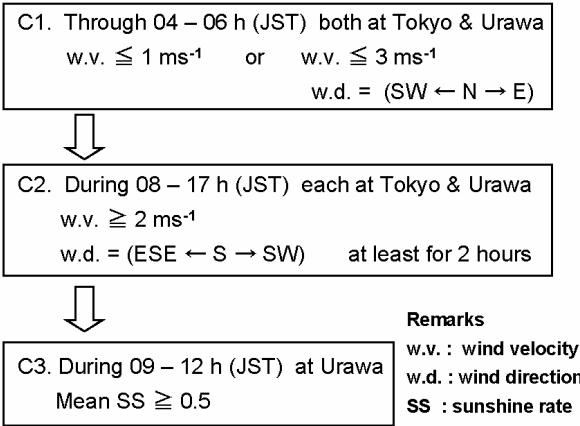 C1. Through 04 – 06 h (JST) both at Tokyo & Urawa
w.v. ≦ 1 ms⁻¹ or w.v. ≦ 3 ms⁻¹
w.d. = (SW ← N → E)
C2. During 08 – 17 h (JST) each at Tokyo & Urawa
w.v. ≧ 2 ms⁻¹
w.d. = (ESE ← S → SW) at least for 2 hours
C3. During 09 – 12 h (JST) at Urawa
Mean SS ≧ 0.5
Remarks
w.v. : wind velocity
w.d. : wind direction
SS : sunshine rate